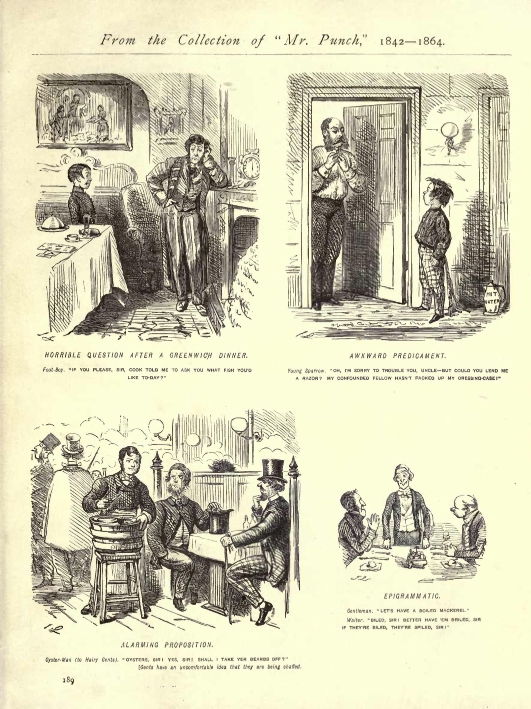 From the Collection of "Mr. Punch," 1842—1864.
HORRIBLE QUESTION AFTER A GREENWICH DINNER.
Foot-Boy. "IF YOU PLEASE, SIR, COOK TOLD ME TO ASK YOU WHAT FISH YOU'D
LIKE TO-DAY?"
AWKWARD PREDICAMENT.
Young Sparrow. "OH, I'M SORRY TO TROUBLE YOU, UNCLE—BUT COULD YOU LEND ME
A RAZOR? MY CONFOUNDED FELLOW HASN'T PACKED UP MY DRESSING-CASE!"
ALARMING PROPOSITION.
Oyster-Man (to Hairy Gents). "OYSTERS, SIR! YES, SIR! SHALL I TAKE YER BEARDS OFF?"
[Gents have an uncomfortable idea that they are being chaffed.
EPIGRAMMATIC.
Gentleman. "LET'S HAVE A BOILED MACKEREL."
Waiter. "BILED, SIR! BETTER HAVE 'EM BRILED, SIR
IF THEY'RE BILED, THEY'RE SPILED, SIR!"
189